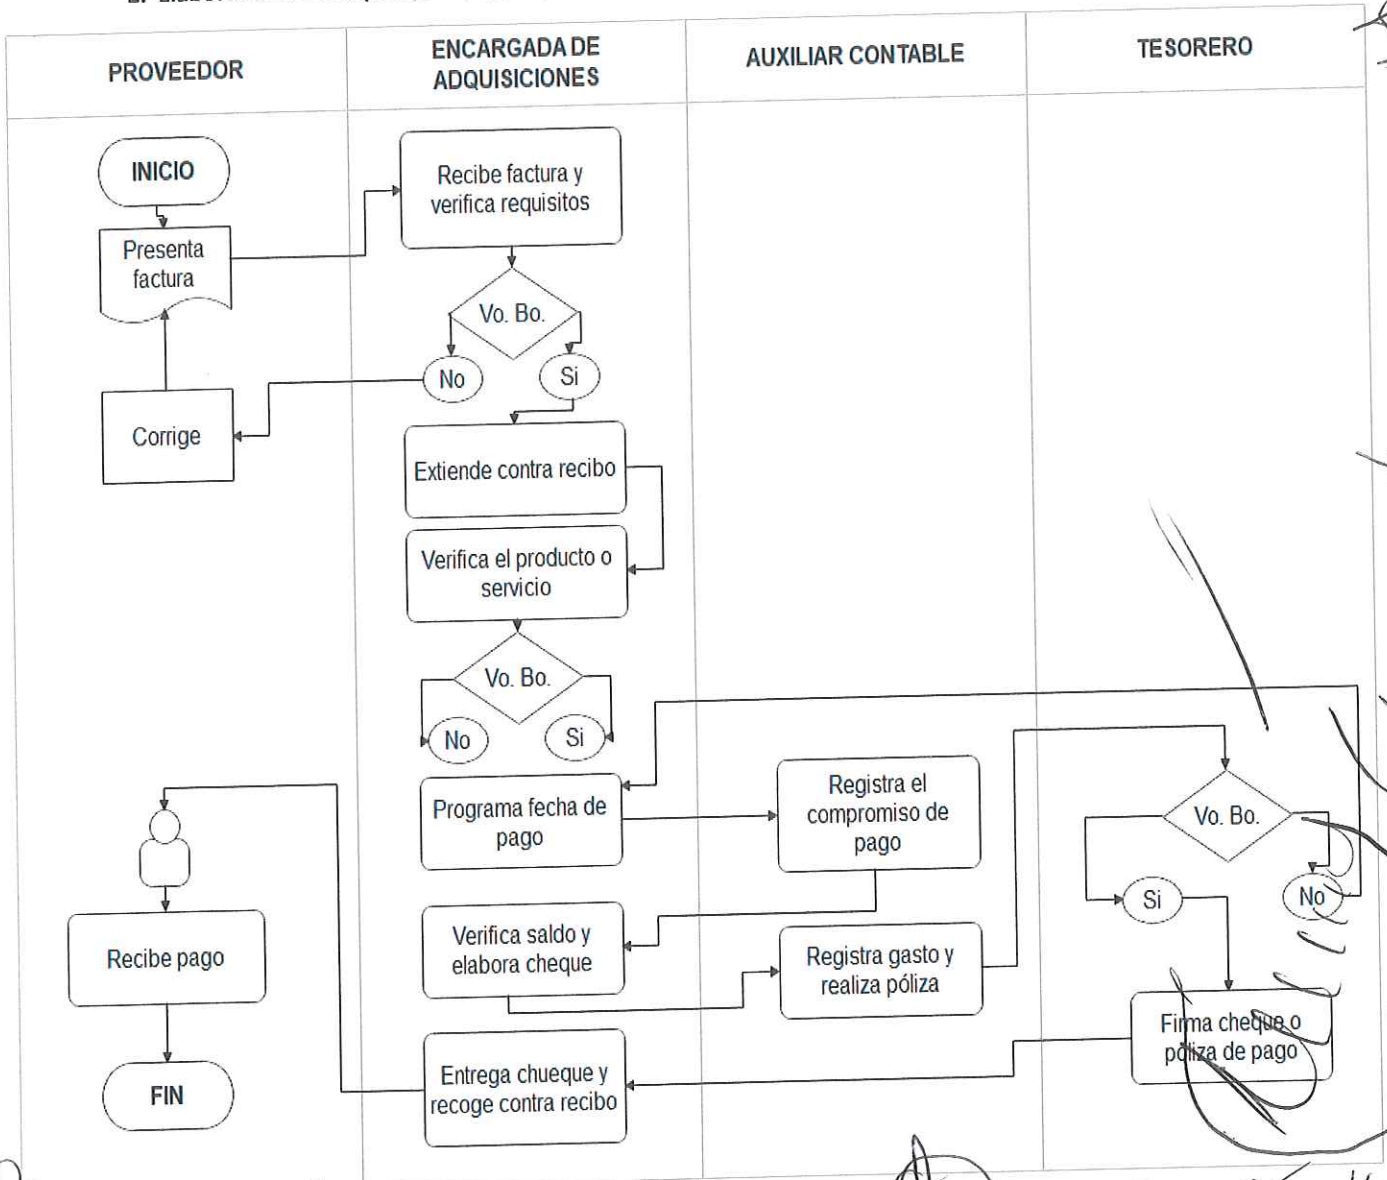 PROVEEDOR
ENCARGADA DE
ADQUISICIONES
AUXILIAR CONTABLE
TESORERO
INICIO
Presenta
factura
Recibe factura y
verifica requisitos
Vo. Bo.
No
Si
Corrige
Extiende contra recibo
Verifica el producto o
servicio
Vo. Bo.
No
Si
Programa fecha de
pago
Registra el
compromiso de
pago
Vo. Bo.
Si
No
Verifica saldo y
elabora cheque
Registra gasto y
realiza póliza
Recibe pago
Firma cheque o
póliza de pago
Entrega chueque y
recoge contra recibo
FIN